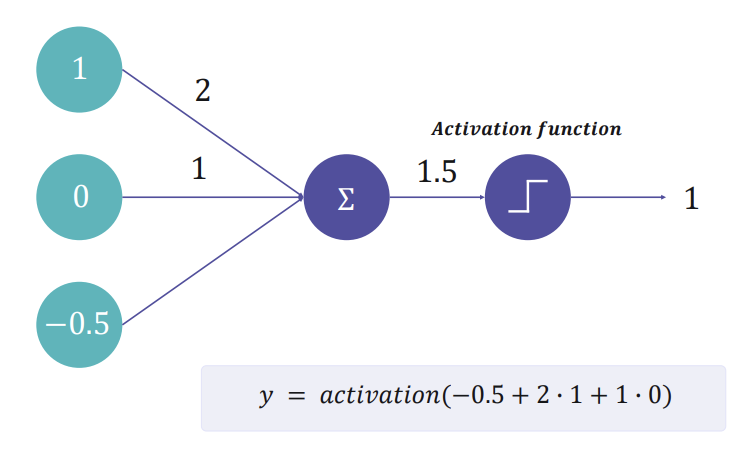 1
2
Activation function
1
1.5
0
Σ
1
−0.5
y = activation(−0.5 + 2 · 1 + 1 · 0)